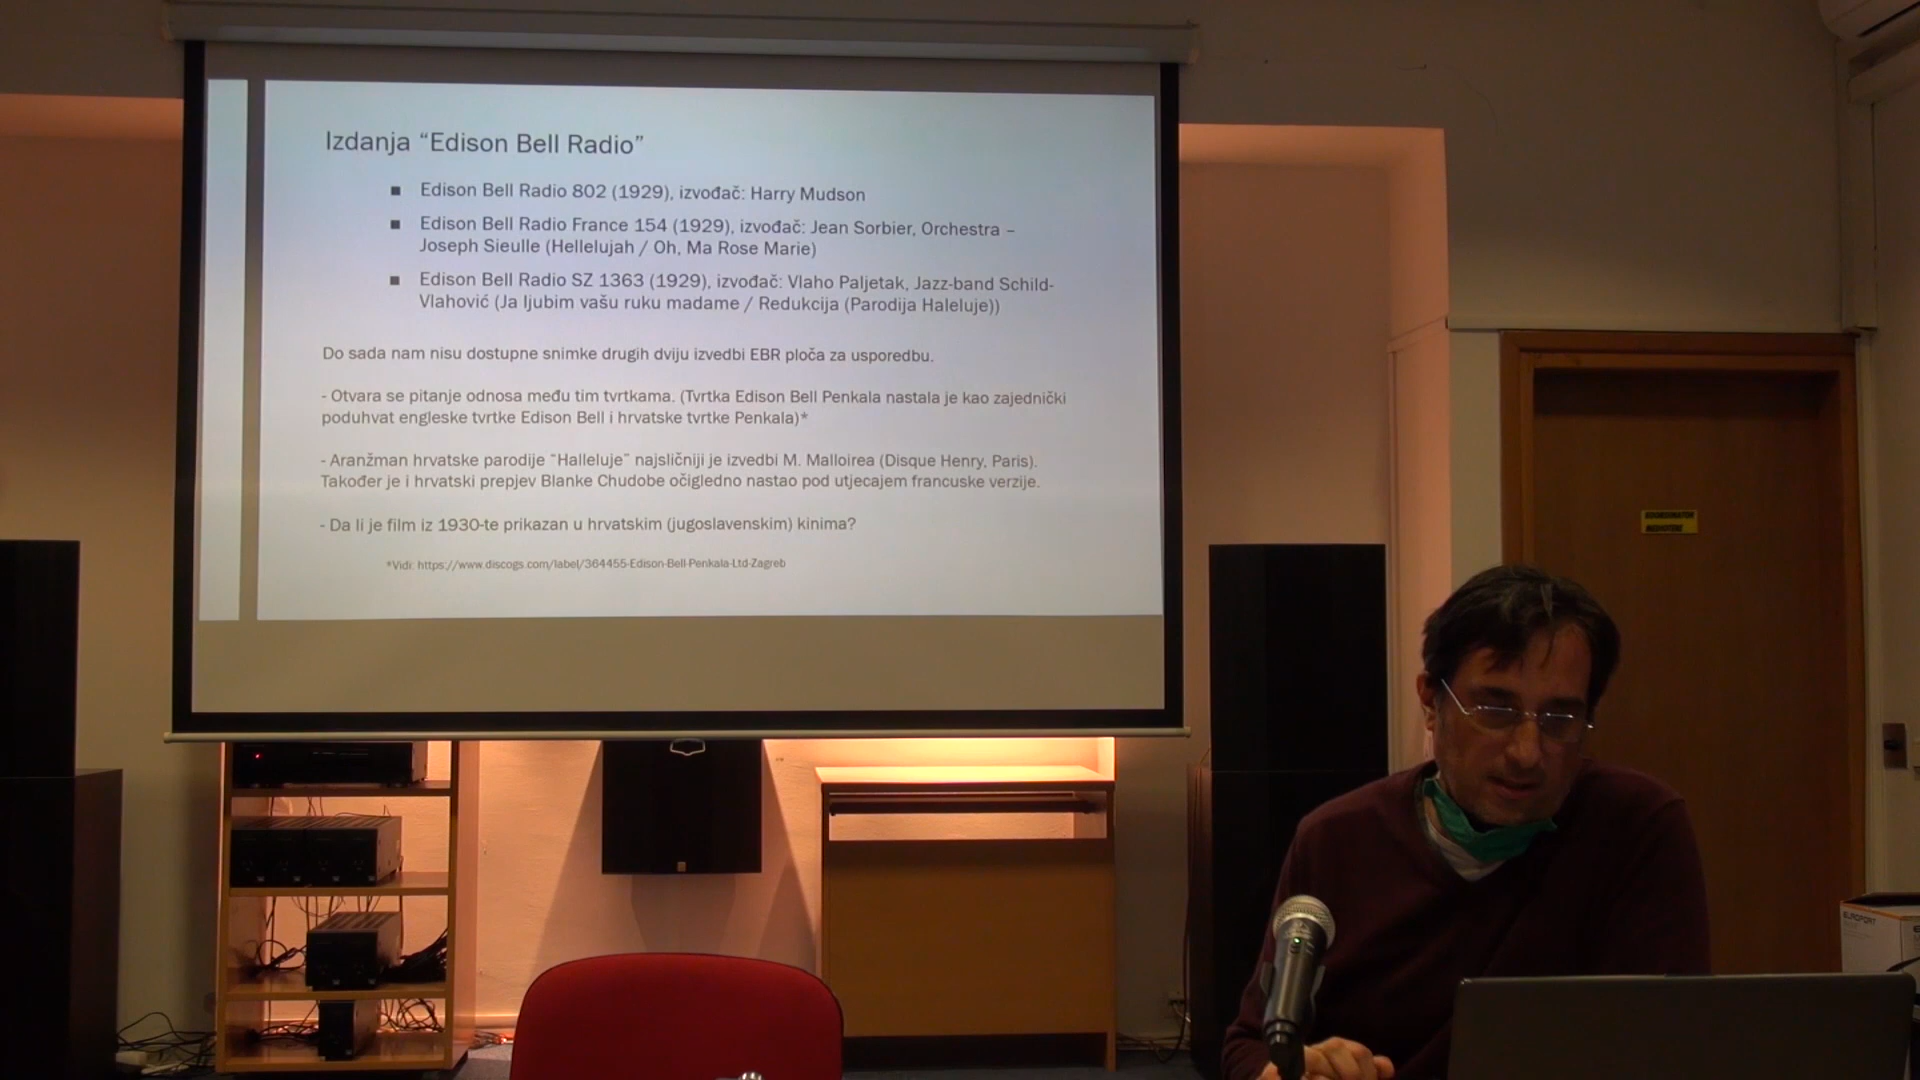 Izdanja “Edison Bell Radio”
■ Edison Bell Radio 802 (1929), izvođač: Harry Mudson
■ Edison Bell Radio France 154 (1929), izvođač: Jean Sorbier, Orchestra –
Joseph Sieulle (Hellelujah / Oh, Ma Rose Marie)
■ Edison Bell Radio SZ 1363 (1929), izvođač: Vlaho Paljetak, Jazz-band Schild-
Vlahović (Ja ljubim vašu ruku madame / Redukcija (Parodija Haleluje))
Do sada nam nisu dostupne snimke drugih dviju izvedbi EBR ploča za usporedbu.
- Otvara se pitanje odnosa među tim tvrtkama. (Tvrtka Edison Bell Penkala nastala je kao zajednički
poduhvat engleske tvrtke Edison Bell i hrvatske tvrtke Penkala)*
- Aranžman hrvatske parodije “Halleluje” najsličniji je izvedbi M. Malloirea (Disque Henry, Paris).
Također je i hrvatski prepjev Blanke Chudobe očigledno nastao pod utjecajem francuske verzije.
- Da li je film iz 1930-te prikazan u hrvatskim (jugoslavenskim) kinima?
*Vidi: https://www.discogs.com/label/364455-Edison-Bell-Penkala-Ltd-Zagreb
EUROPORT